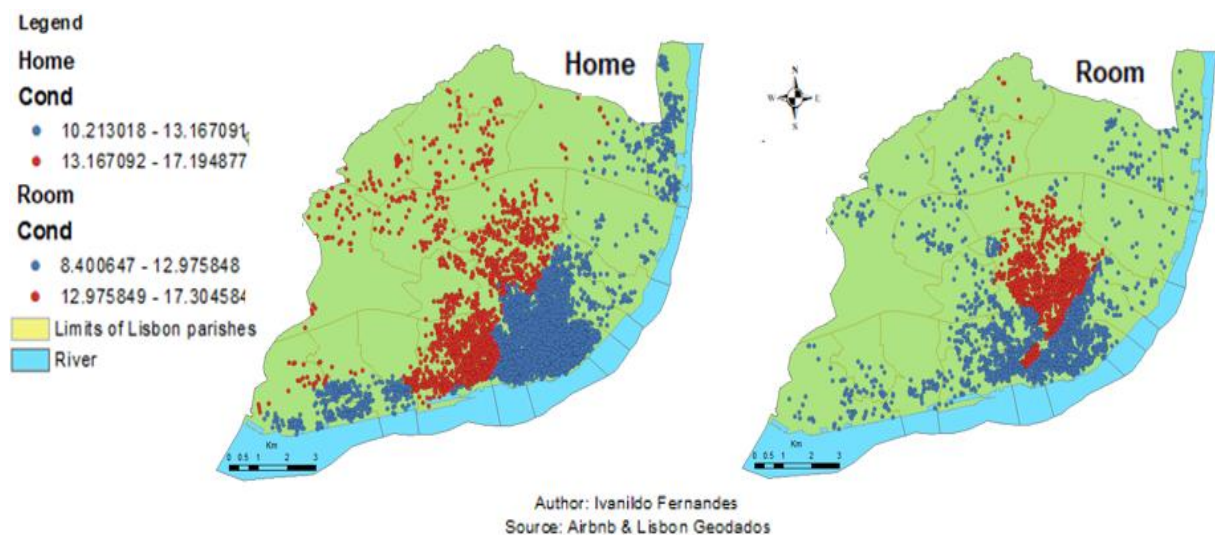 Legend
Home
Cond
10.213018 - 13.167091
13.167092 - 17.194877
Room
Cond
8.400647 - 12.975848
12.975849 - 17.304584
Limits of Lisbon parishes
River
Home
Km
0 0.5 1 2 3
N
W E
S
Room
Km
0 0.5 1 2 3
Author: Ivanildo Fernandes
Source: Airbnb & Lisbon Geodados